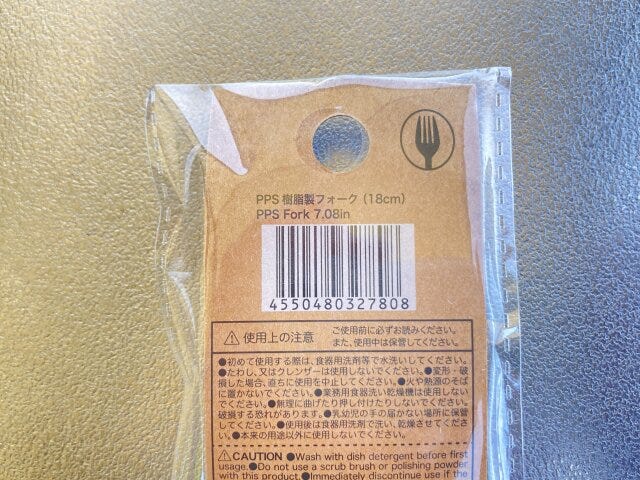 PPS 樹脂製フォーク (18cm)
PPS Fork 7.08in
4550480327808
⚠使用上の注意
ご使用前に必ずお読みください。
また、使用中は保管してください。
●初めて使用する際は、食器用洗剤等で水洗いしてください。
●たわし、又はクレンザーは使用しないでください。●変形・破
損した場合、直ちに使用を中止してください。●火や熱源のそば
に置かないでください。●業務用食器洗い乾燥機は使用しない
でください。●無理に曲げたり押し付けたりしないでください。
破損する恐れがあります。●乳幼児の手の届かない場所に保管
してください。●使用後は食器用洗剤で洗い、乾燥させてくださ
い。●本来の用途以外に使用しないでください。
⚠CAUTION ●Wash with dish detergent before first
usage.●Do not use a scrub brush or polishing powder
with this product.●Immediately discontinue use if the